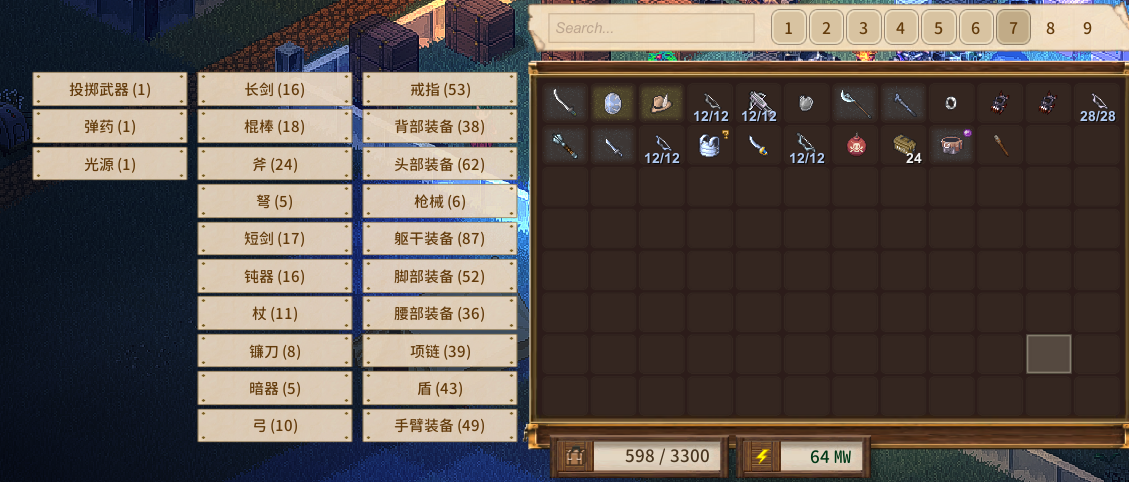 Search...
1 2 3 4 5 6 7 8 9
投掷武器 (1)
弹药 (1)
光源 (1)
长剑 (16)
棍棒 (18)
斧 (24)
弩 (5)
短剑 (17)
钝器 (16)
杖 (11)
镰刀 (8)
暗器 (5)
弓 (10)
戒指 (53)
背部装备 (38)
头部装备 (62)
枪械 (6)
躯干装备 (87)
脚部装备 (52)
腰部装备 (36)
项链 (39)
盾 (43)
手臂装备 (49)
12/12 12/12 28/28
12/12 ? 12/12 24
598 / 3300
64 MW